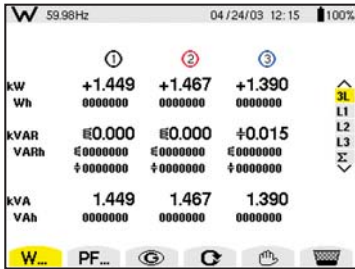 W 59.98Hz 04/24/03 12:15 100%
1 2 3
kW +1.449 +1.467 +1.390
Wh 0000000 0000000 0000000
3L
L1
L2
L3
Σ
kVAR 0.000 0.000 +0.015
VARh 0000000 0000000 0000000
0000000 0000000 0000000
kVA 1.449 1.467 1.390
VAh 0000000 0000000 0000000
W... PF... G